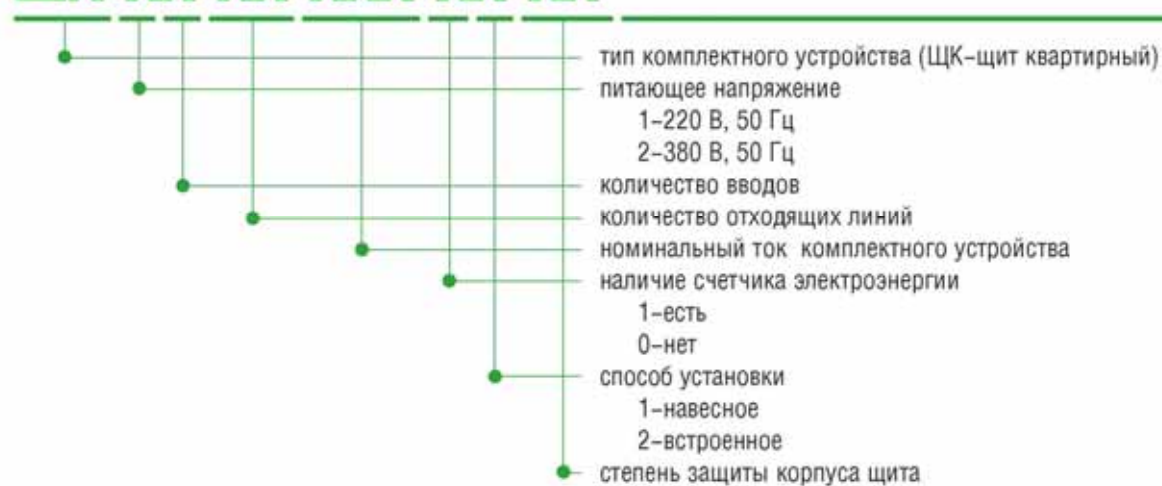 тип комплектного устройства (ЩК–щит квартирный)
питающее напряжение
1–220 В, 50 Гц
2–380 В, 50 Гц
количество вводов
количество отходящих линий
номинальный ток комплектного устройства
наличие счетчика электроэнергии
1–есть
0–нет
способ установки
1–навесное
2–встроенное
степень защиты корпуса щита